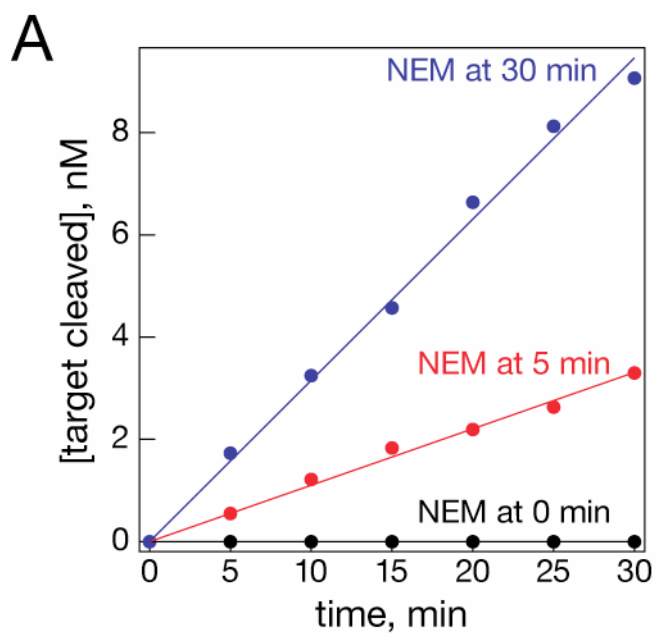 A
NEM at 30 min
8
6
4
2
0
[target cleaved], nM
NEM at 5 min
NEM at 0 min
0 5 10 15 20 25 30
time, min